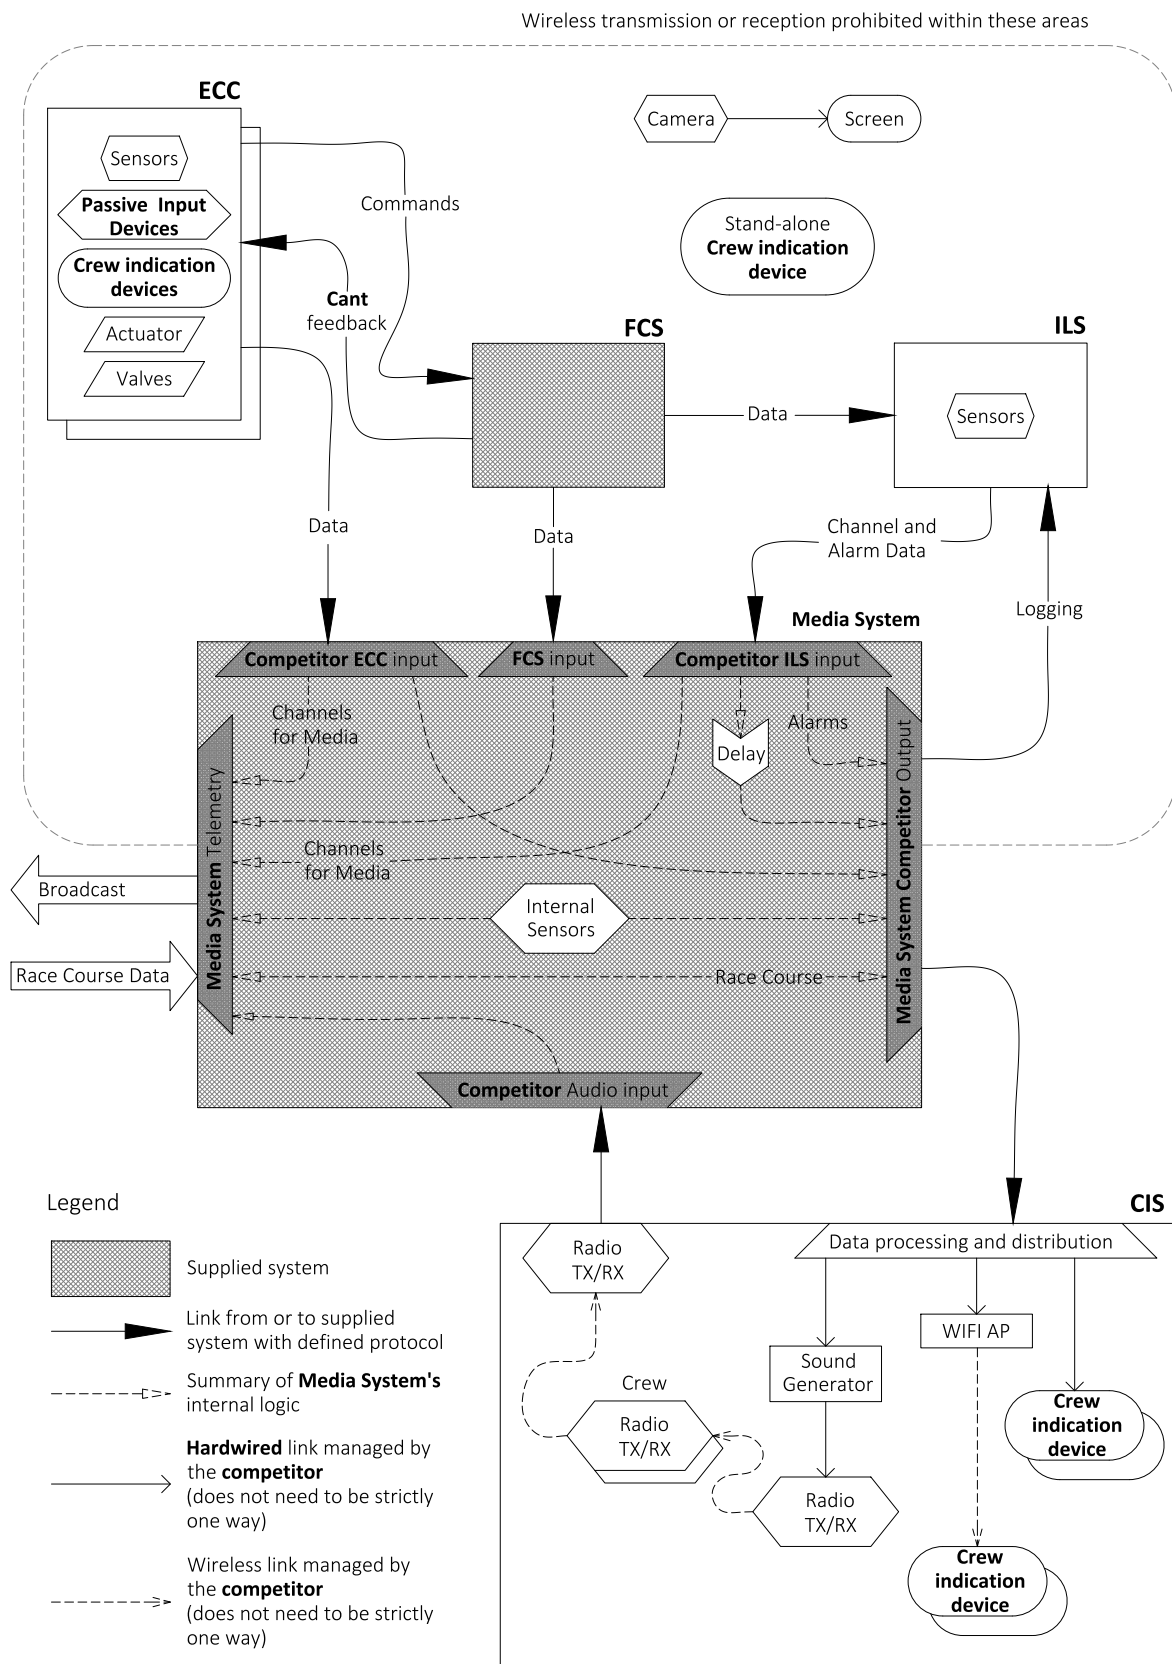 Wireless transmission or reception prohibited within these areas
ECC
Sensors
Passive Input
Devices
Crew indication
devices
Actuator
Valves
Camera
Screen
Commands
Stand-alone
Crew indication
device
Cant
feedback
FCS
ILS
Data
Sensors
Data
Data
Channel and
Alarm Data
Logging
Media System
Competitor ECC input
FCS input
Competitor ILS input
Channels
for Media
Alarms
Delay
Media System Telemetry
Media System Competitor Output
Channels
for Media
Broadcast
Internal
Sensors
Race Course Data
Race Course
Competitor Audio input
Legend
Supplied system
Link from or to supplied
system with defined protocol
Summary of Media System's
internal logic
Hardwired link managed by
the competitor
(does not need to be strictly
one way)
Wireless link managed by
the competitor
(does not need to be strictly
one way)
CIS
Radio
TX/RX
Data processing and distribution
WIFI AP
Sound
Generator
Crew
Radio
TX/RX
Crew
indication
device
Radio
TX/RX
Crew
indication
device